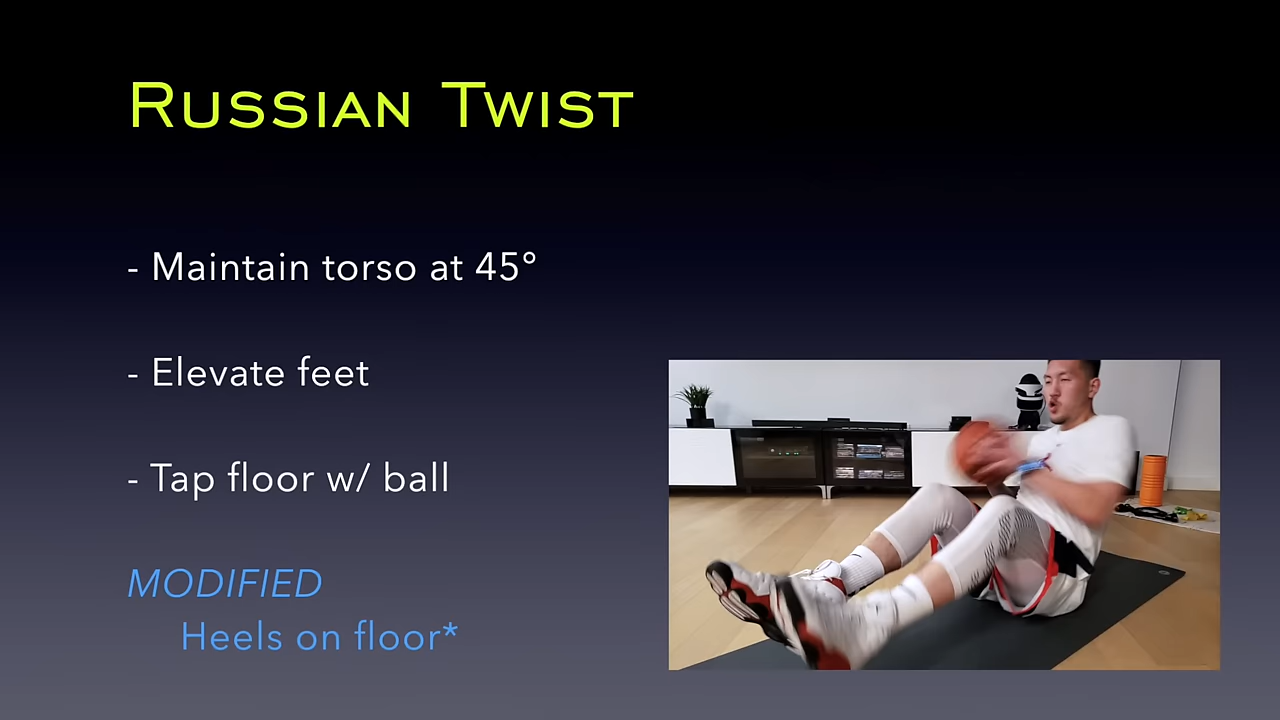 Russian Twist
- Maintain torso at 45°
- Elevate feet
- Tap floor w/ ball
MODIFIED
Heels on floor*